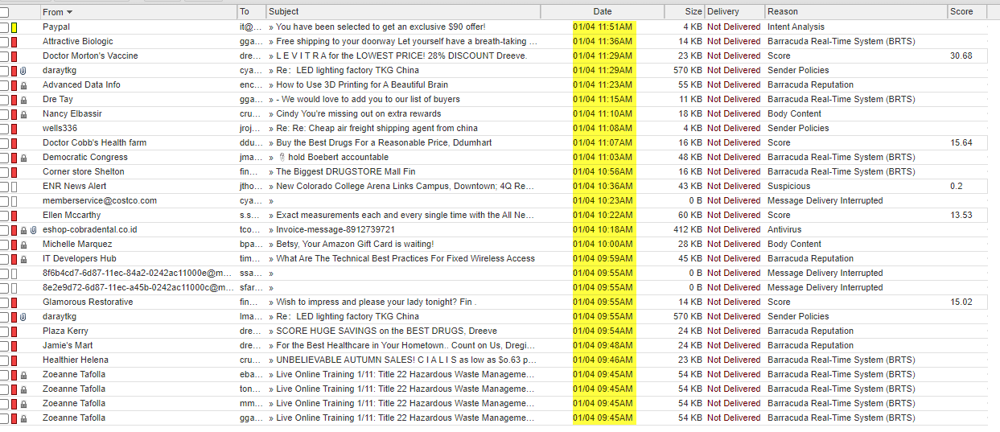 From To Subject Date Size Delivery Reason Score
Paypal it@... » You have been selected to get an exclusive $90 offer! 01/04 11:51AM 4 KB Not Delivered Intent Analysis
Attractive Biologic gga... » Free shipping to your doorway Let yourself have a breath-taking ... 01/04 11:36AM 14 KB Not Delivered Barracuda Real-Time System (BRTS)
Doctor Morton's Vaccine dre... » L E V I T R A for the LOWEST PRICE! 28% DISCOUNT Dreeve. 01/04 11:29AM 23 KB Not Delivered Score 30.68
daraytkg cya... » Re： LED lighting factory TKG China 01/04 11:29AM 570 KB Not Delivered Sender Policies
Advanced Data Info enc... » How to Use 3D Printing for A Beautiful Brain 01/04 11:23AM 55 KB Not Delivered Barracuda Reputation
Dre Tay gga... » - We would love to add you to our list of buyers 01/04 11:15AM 11 KB Not Delivered Barracuda Real-Time System (BRTS)
Nancy Elbassir cru... » Cindy You're missing out on extra rewards 01/04 11:10AM 18 KB Not Delivered Body Content
wells336 jroj... » Re: Re: Cheap air freight shipping agent from china 01/04 11:08AM 4 KB Not Delivered Sender Policies
Doctor Cobb's Health farm ddu... » Buy the Best Drugs For a Reasonable Price, Ddumhart 01/04 11:07AM 16 KB Not Delivered Score 15.64
Democratic Congress jma... » hold Boebert accountable 01/04 11:03AM 48 KB Not Delivered Barracuda Real-Time System (BRTS)
Corner store Shelton fin... » The Biggest DRUGSTORE Mall Fin 01/04 10:56AM 16 KB Not Delivered Barracuda Real-Time System (BRTS)
ENR News Alert jtho... » New Colorado College Arena Links Campus, Downtown; 4Q Re... 01/04 10:36AM 43 KB Not Delivered Suspicious 0.2
memberservice@costco.com cya... » 01/04 10:23AM 0 B Not Delivered Message Delivery Interrupted
Ellen Mccarthy s.s... » Exact measurements each and every single time with the All Ne... 01/04 10:22AM 60 KB Not Delivered Score 13.53
eshop-cobradental.co.id tco... » Invoice-message-8912739721 01/04 10:18AM 412 KB Not Delivered Antivirus
Michelle Marquez bpa... » Betsy, Your Amazon Gift Card is waiting! 01/04 10:00AM 28 KB Not Delivered Body Content
IT Developers Hub tim... » What Are The Technical Best Practices For Fixed Wireless Access 01/04 09:59AM 45 KB Not Delivered Barracuda Reputation
8f6b4cd7-6d87-11ec-84a2-0242ac11000e@m... ssa... » 01/04 09:55AM 0 B Not Delivered Message Delivery Interrupted
8e2e9d72-6d87-11ec-a45b-0242ac11000c@m... sfar... » 01/04 09:55AM 0 B Not Delivered Message Delivery Interrupted
Glamorous Restorative fin... » Wish to impress and please your lady tonight? Fin . 01/04 09:55AM 14 KB Not Delivered Score 15.02
daraytkg lma... » Re： LED lighting factory TKG China 01/04 09:55AM 570 KB Not Delivered Sender Policies
Plaza Kerry dre... » SCORE HUGE SAVINGS on the BEST DRUGS, Dreeve 01/04 09:54AM 24 KB Not Delivered Barracuda Reputation
Jamie's Mart dre... » For the Best Healthcare in Your Hometown.. Count on Us, Dregi... 01/04 09:48AM 24 KB Not Delivered Barracuda Reputation
Healthier Helena cru... » UNBELIEVABLE AUTUMN SALES! C I A L I S as low as $o.63 p... 01/04 09:46AM 23 KB Not Delivered Barracuda Real-Time System (BRTS)
Zoeanne Tafolla eba... » Live Online Training 1/11: Title 22 Hazardous Waste Manageme... 01/04 09:45AM 54 KB Not Delivered Barracuda Real-Time System (BRTS)
Zoeanne Tafolla ton... » Live Online Training 1/11: Title 22 Hazardous Waste Manageme... 01/04 09:45AM 54 KB Not Delivered Barracuda Real-Time System (BRTS)
Zoeanne Tafolla mm... » Live Online Training 1/11: Title 22 Hazardous Waste Manageme... 01/04 09:45AM 54 KB Not Delivered Barracuda Real-Time System (BRTS)
Zoeanne Tafolla gga... » Live Online Training 1/11: Title 22 Hazardous Waste Manageme... 01/04 09:45AM 54 KB Not Delivered Barracuda Real-Time System (BRTS)